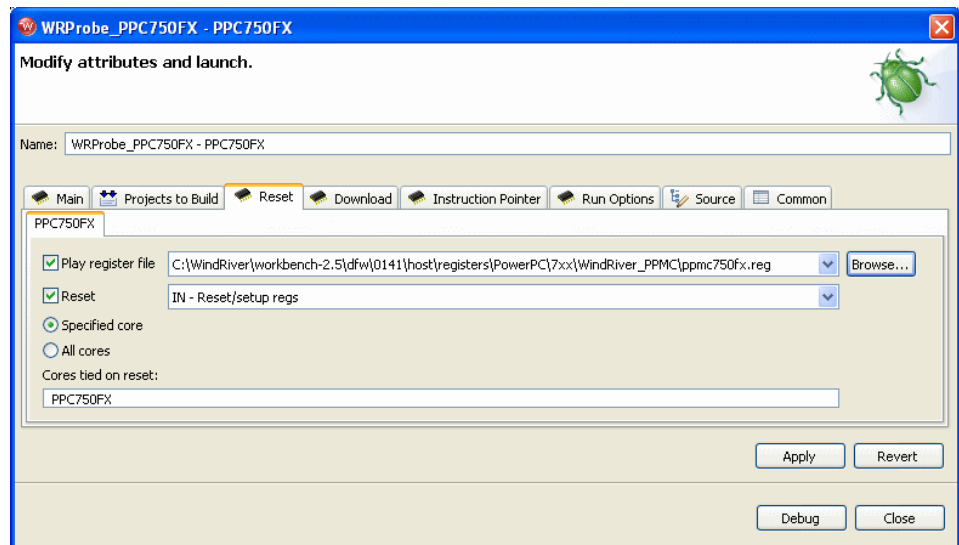 WRProbe_PPC750FX - PPC750FX
Modify attributes and launch.
Name: WRProbe_PPC750FX - PPC750FX
Main Projects to Build Reset Download Instruction Pointer Run Options Source Common
PPC750FX
Play register file C:\WindRiver\workbench-2.5\dfw\0141\host\registers\PowerPC\7xx\WindRiver_PPMC\ppmc750fx.reg Browse...
Reset IN - Reset/setup regs
Specified core
All cores
Cores tied on reset:
PPC750FX
Apply Revert
Debug Close